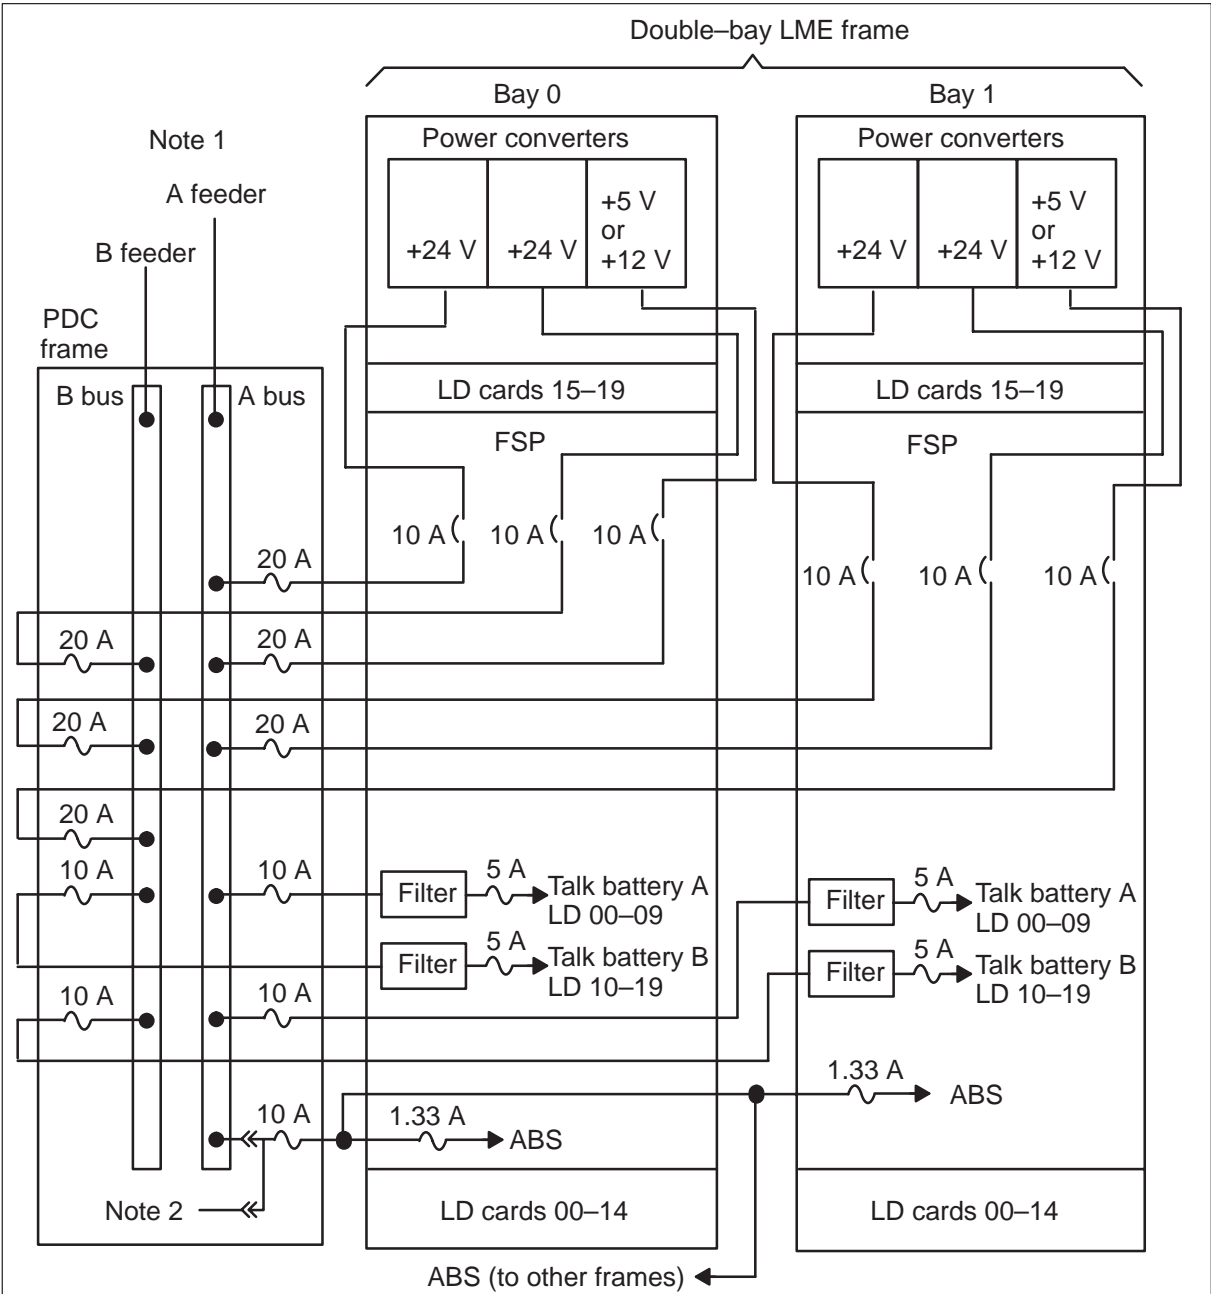 Double–bay LME frame
Bay 0
Bay 1
Note 1
Power converters
Power converters
A feeder
B feeder
+24 V
+24 V
+5 V
or
+12 V
+24 V
+24 V
+5 V
or
+12 V
PDC
frame
B bus
A bus
LD cards 15–19
LD cards 15–19
FSP
FSP
10 A
10 A
10 A
10 A
10 A
10 A
20 A
20 A
20 A
20 A
20 A
20 A
10 A
10 A
Filter
5 A
Talk battery A
LD 00–09
Filter
5 A
Talk battery A
LD 00–09
Filter
5 A
Talk battery B
LD 10–19
Filter
5 A
Talk battery B
LD 10–19
10 A
10 A
1.33 A
ABS
10 A
1.33 A
ABS
Note 2
LD cards 00–14
LD cards 00–14
ABS (to other frames)